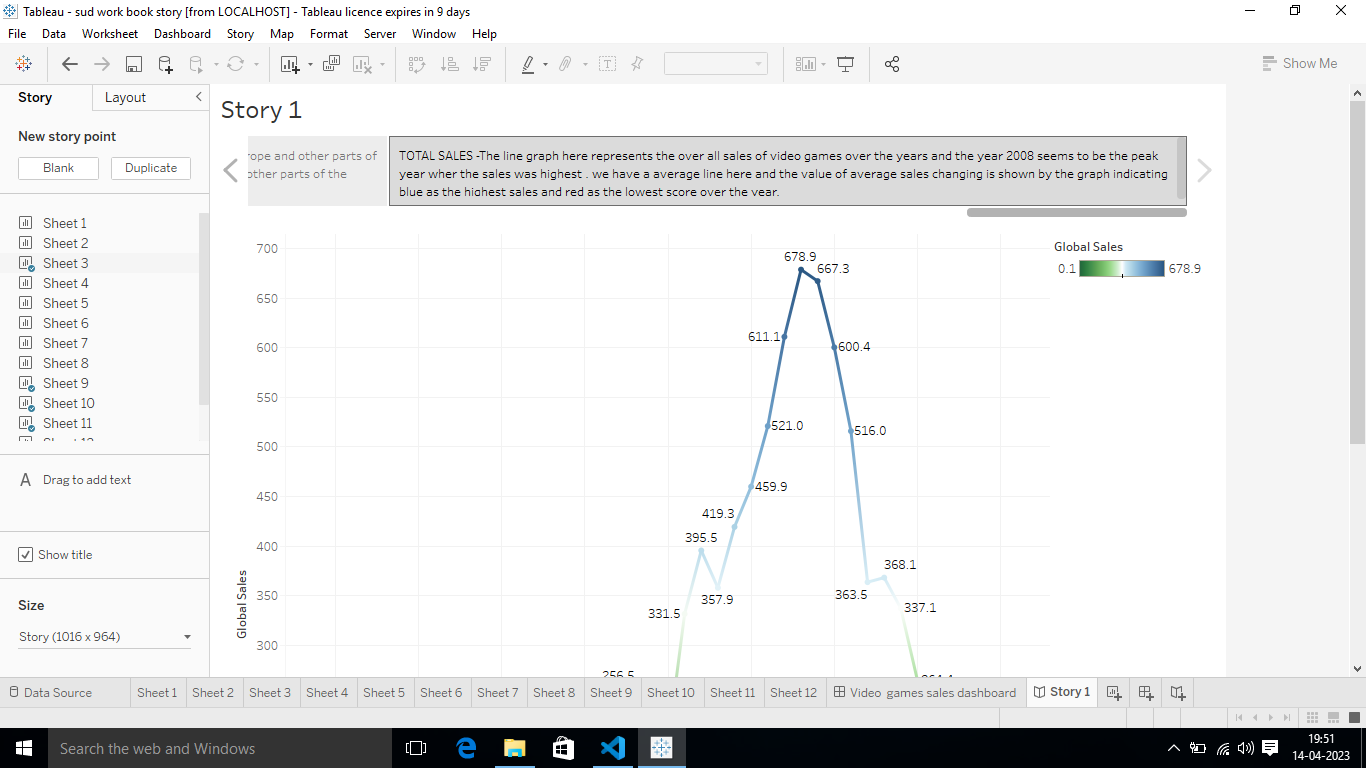 Tableau - sud work book story [from LOCALHOST] - Tableau licence expires in 9 days
File Data Worksheet Dashboard Story Map Format Server Window Help
Show Me
Story Layout
New story point
Blank Duplicate
Sheet 1
Sheet 2
Sheet 3
Sheet 4
Sheet 5
Sheet 6
Sheet 7
Sheet 8
Sheet 9
Sheet 10
Sheet 11
A Drag to add text
Show title
Size
Story (1016 x 964)
Story 1
rope and other parts of
other parts of the
TOTAL SALES -The line graph here represents the over all sales of video games over the years and the year 2008 seems to be the peak
year wher the sales was highest . we have a average line here and the value of average sales changing is shown by the graph indicating
blue as the highest sales and red as the lowest score over the year.
Global Sales
0.1 678.9
700
650
600
550
500
450
400
350
300
Global Sales
678.9
667.3
611.1
600.4
521.0
516.0
459.9
419.3
395.5
368.1
357.9
363.5
337.1
331.5
256.5
Data Source Sheet 1 Sheet 2 Sheet 3 Sheet 4 Sheet 5 Sheet 6 Sheet 7 Sheet 8 Sheet 9 Sheet 10 Sheet 11 Sheet 12 Video games sales dashboard Story 1
Search the web and Windows
19:51
14-04-2023